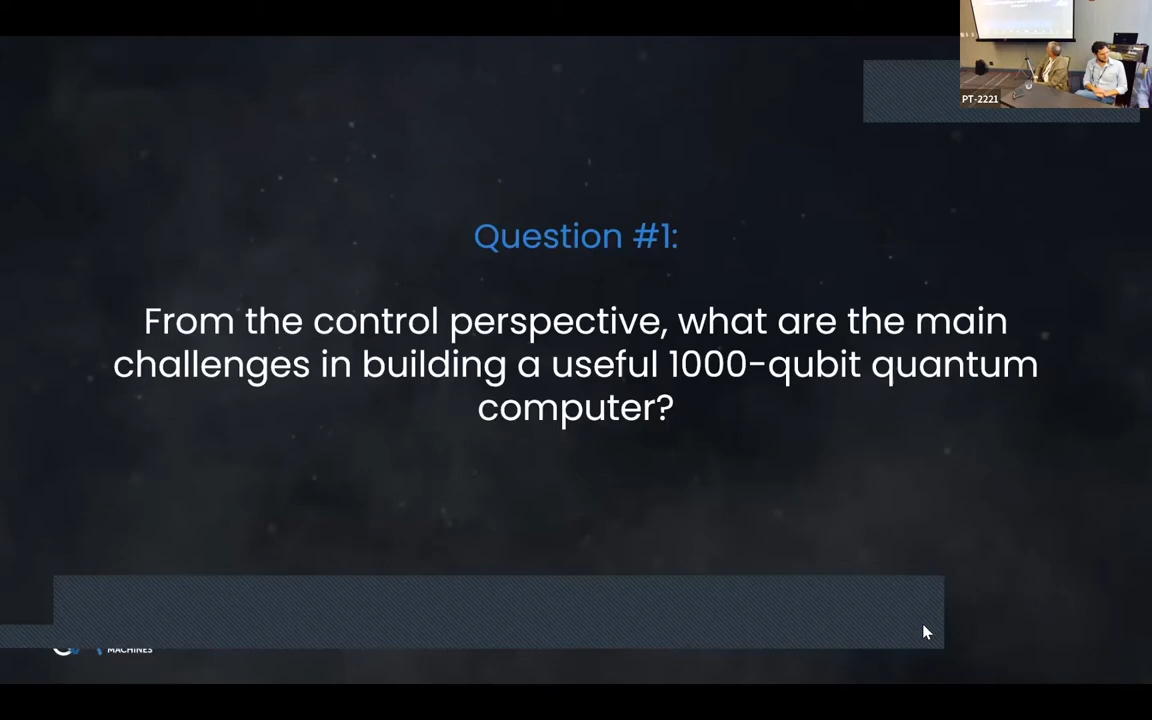 PT-2221
Question #1:
From the control perspective, what are the main
challenges in building a useful 1000-qubit quantum
computer?
MACHINES